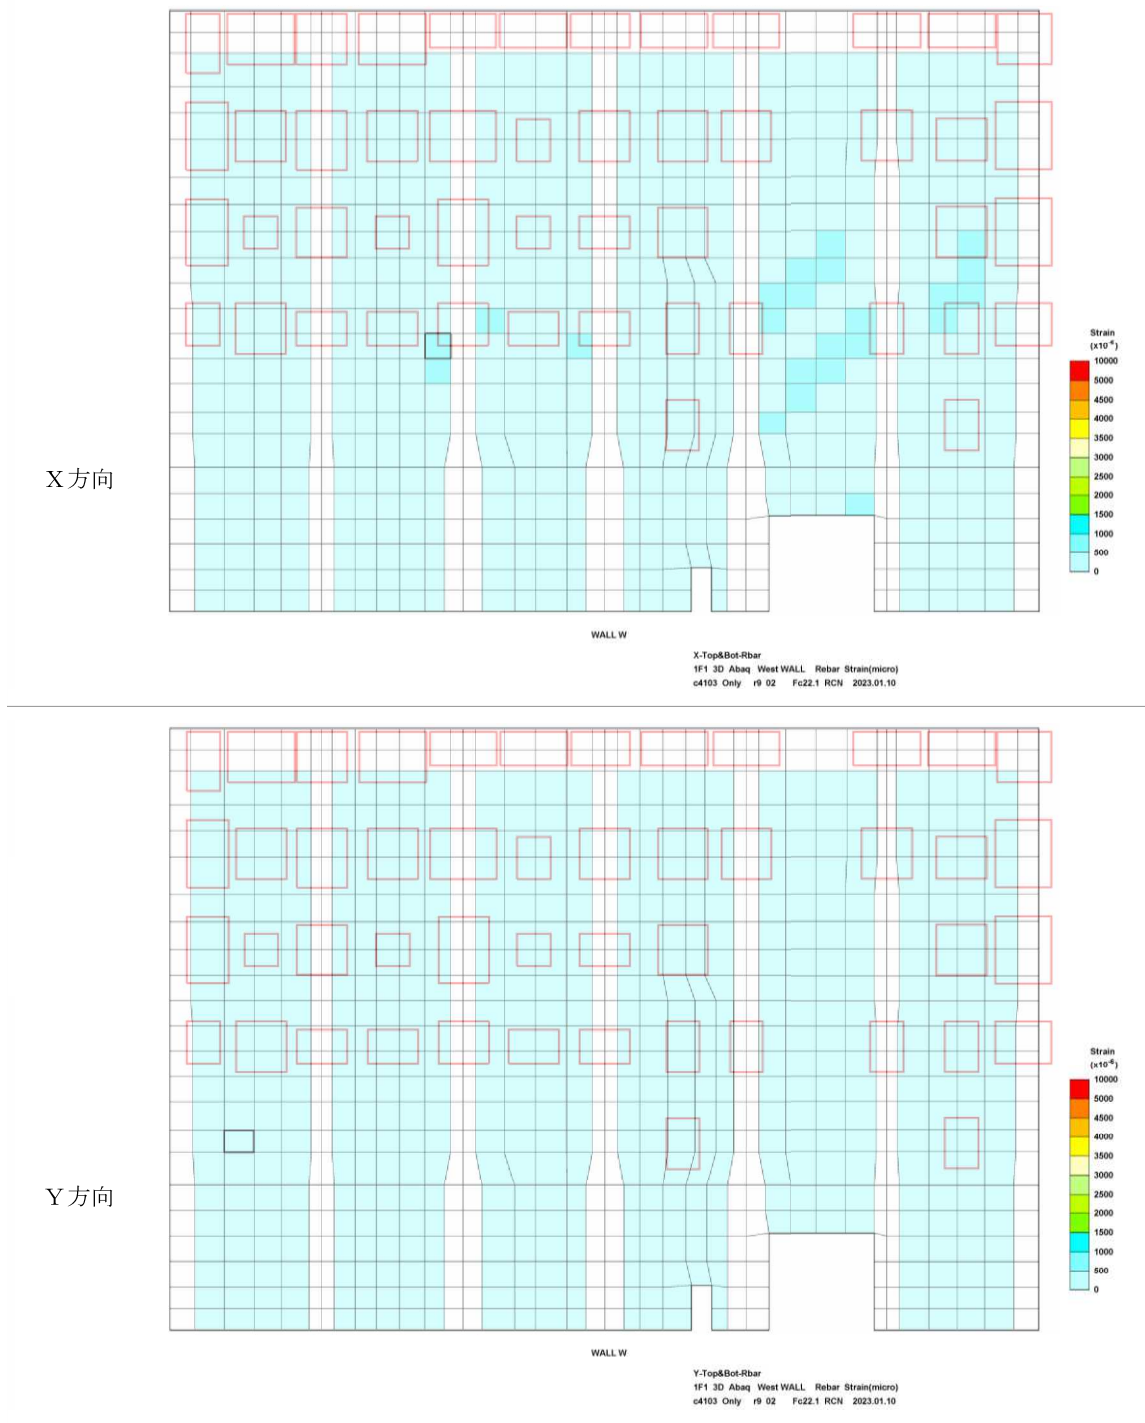 X方向
Strain
(x10⁻⁶)
10000
5000
4500
4000
3500
3000
2500
2000
1500
1000
500
0
WALL W
X-Top&Bot-Rbar
1F1 3D Abaq West WALL Rebar Strain(micro)
c4103 Only r9 02 Fc22.1 RCN 2023.01.10
Y方向
Strain
(x10⁻⁶)
10000
5000
4500
4000
3500
3000
2500
2000
1500
1000
500
0
WALL W
Y-Top&Bot-Rbar
1F1 3D Abaq West WALL Rebar Strain(micro)
c4103 Only r9 02 Fc22.1 RCN 2023.01.10